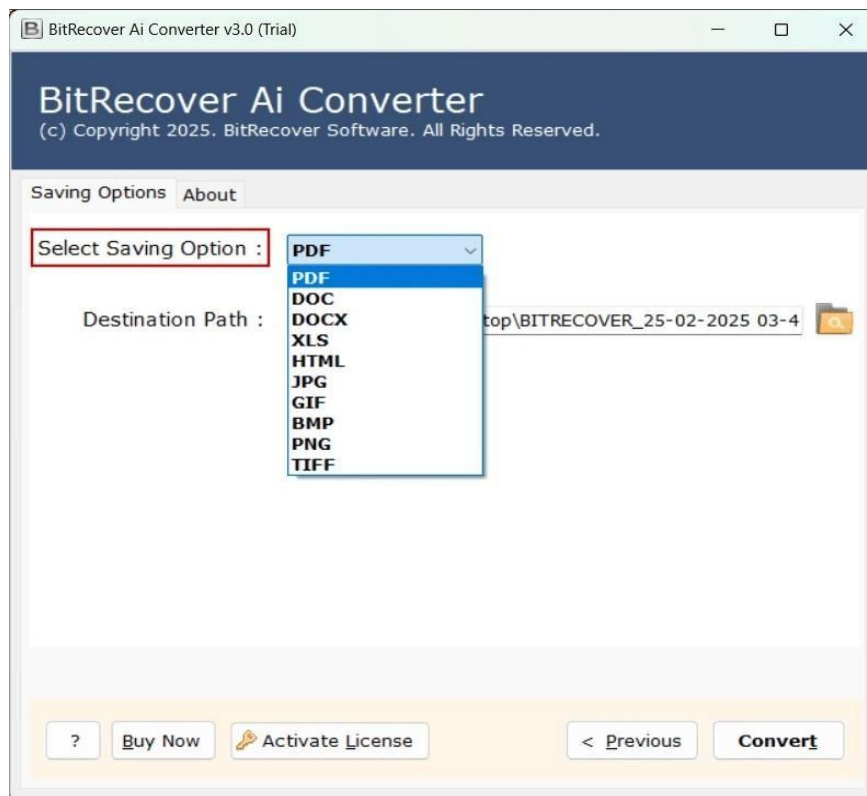 BitRecover Ai Converter v3.0 (Trial)
BitRecover Ai Converter
(c) Copyright 2025. BitRecover Software. All Rights Reserved.
Saving Options About
Select Saving Option : PDF
PDF
DOC
Destination Path : DOCX top\BITRECOVER_25-02-2025 03-4
XLS
HTML
JPG
GIF
BMP
PNG
TIFF
? Buy Now Activate License < Previous Convert